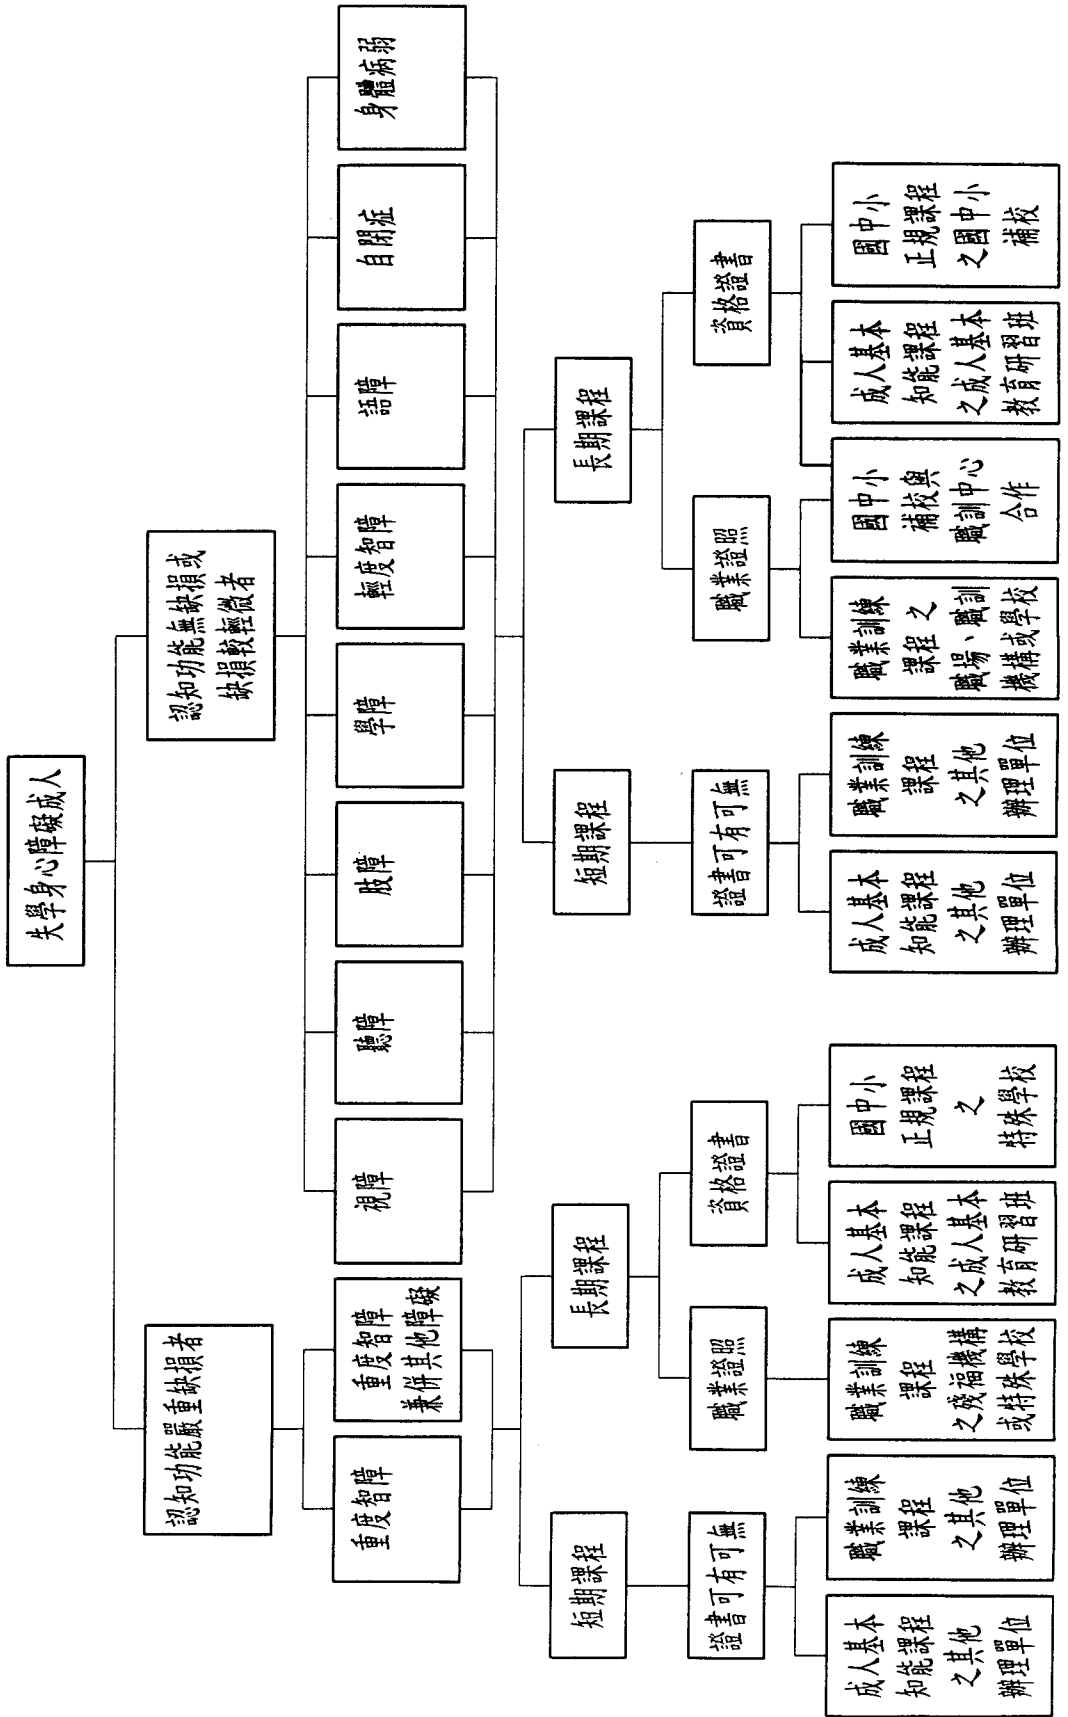 失學身心障礙成人
認知功能嚴重缺損者
認知功能無缺損或
缺損較輕微者
重度智障
重度智障
兼併其他障礙
視障
聽障
肢障
學障
輕度智障
語障
自閉症
身體病弱
短期課程
長期課程
短期課程
長期課程
證書可有可無
職業證照
資格證書
證書可有可無
職業證照
資格證書
成人基本
知能課程
之其他
辦理單位
職業訓練
課程
之其他
辦理單位
職業訓練
課程
之殘福機構
或特殊學校
成人基本
知能課程
之成人基本
教育研習班
國中小
正規課程
之
特殊學校
成人基本
知能課程
之其他
辦理單位
職業訓練
課程
之其他
辦理單位
職業訓練
課程之
職場、職訓
機構或學校
國中小
補校與
職訓中心
合作
成人基本
知能課程
之成人基本
教育研習班
國中小
正規課程
之國中小
補校